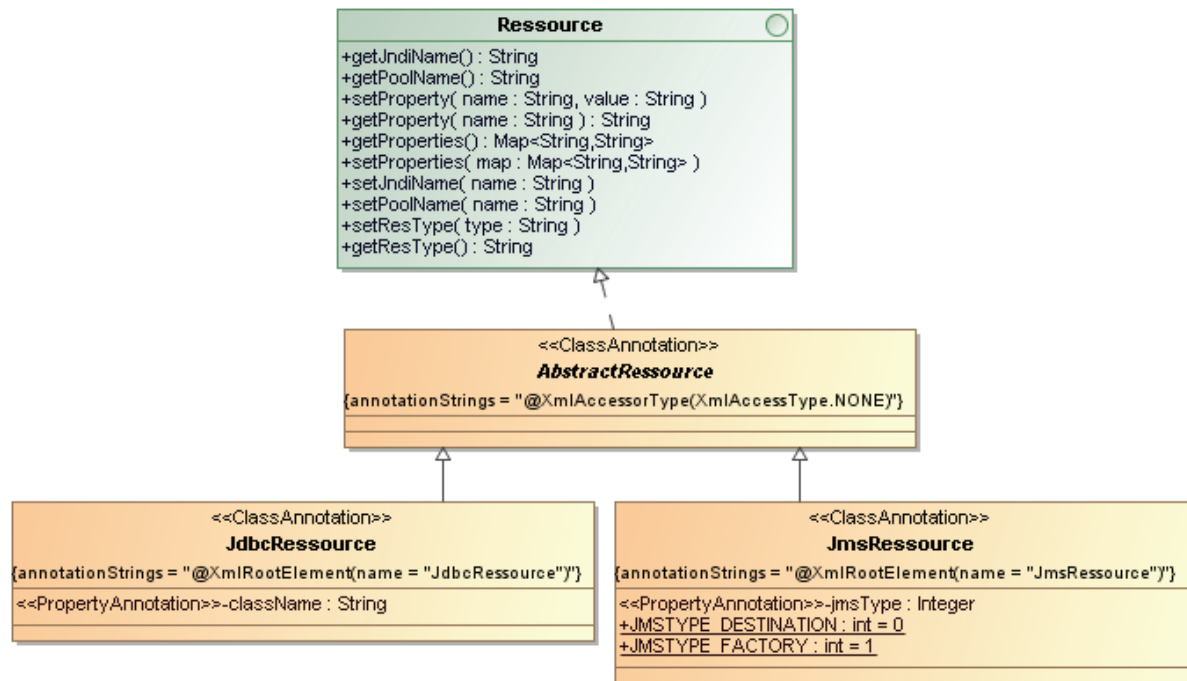 Ressource
+getJndiName() : String
+getPoolName() : String
+setProperty( name : String, value : String )
+getProperty( name : String ) : String
+getProperties() : Map<String,String>
+setProperties( map : Map<String,String> )
+setJndiName( name : String )
+setPoolName( name : String )
+setResType( type : String )
+getResType() : String
<<ClassAnnotation>>
AbstractRessource
{annotationStrings = "@XmlAccessorType(XmlAccessType.NONE)"}
<<ClassAnnotation>>
JdbcRessource
{annotationStrings = "@XmlRootElement(name = "JdbcRessource")"}
<<PropertyAnnotation>>-className : String
<<ClassAnnotation>>
JmsRessource
{annotationStrings = "@XmlRootElement(name = "JmsRessource")"}
<<PropertyAnnotation>>-jmsType : Integer
+JMSTYPE_DESTINATION : int = 0
+JMSTYPE_FACTORY : int = 1